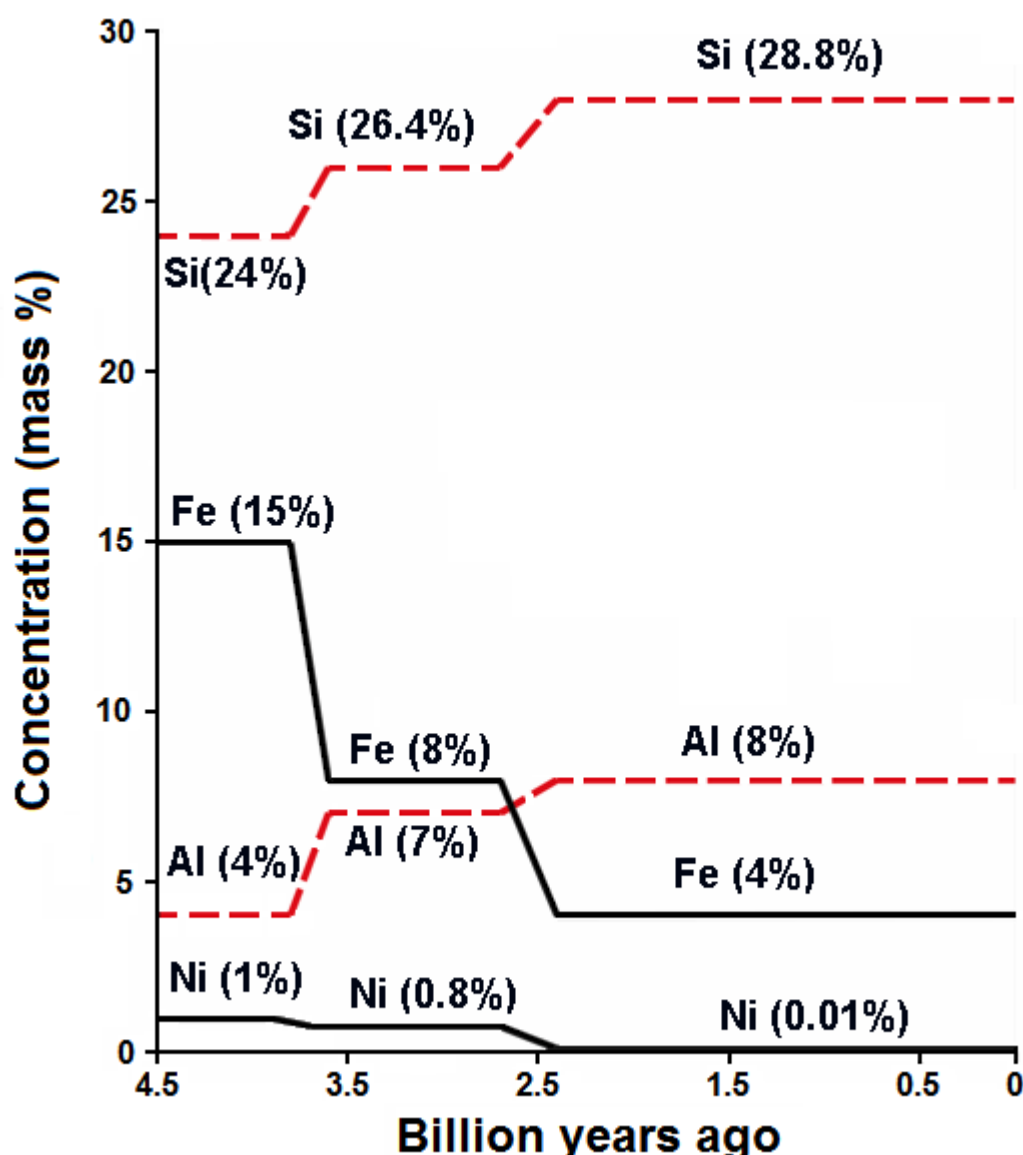 30
Si (28.8%)
Si (26.4%)
25
Si(24%)
20
Fe (15%)
15
10
Fe (8%)
Al (8%)
Al (7%)
Al (4%)
Fe (4%)
5
Ni (1%)
Ni (0.8%)
Ni (0.01%)
0
4.5 3.5 2.5 1.5 0.5 0
Billion years ago
Concentration (mass %)